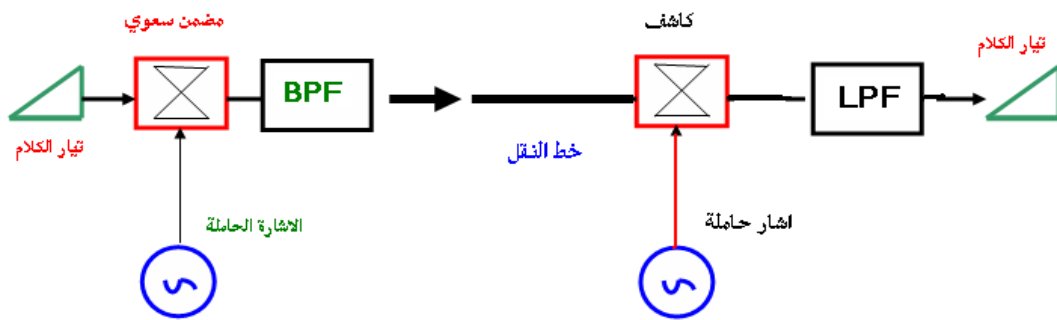 مضمن سعوي
كاشف
تيار الكلام
BPF
LPF
تيار الكلام
خط النقل
الاشارة الحاملة
اشار حاملة